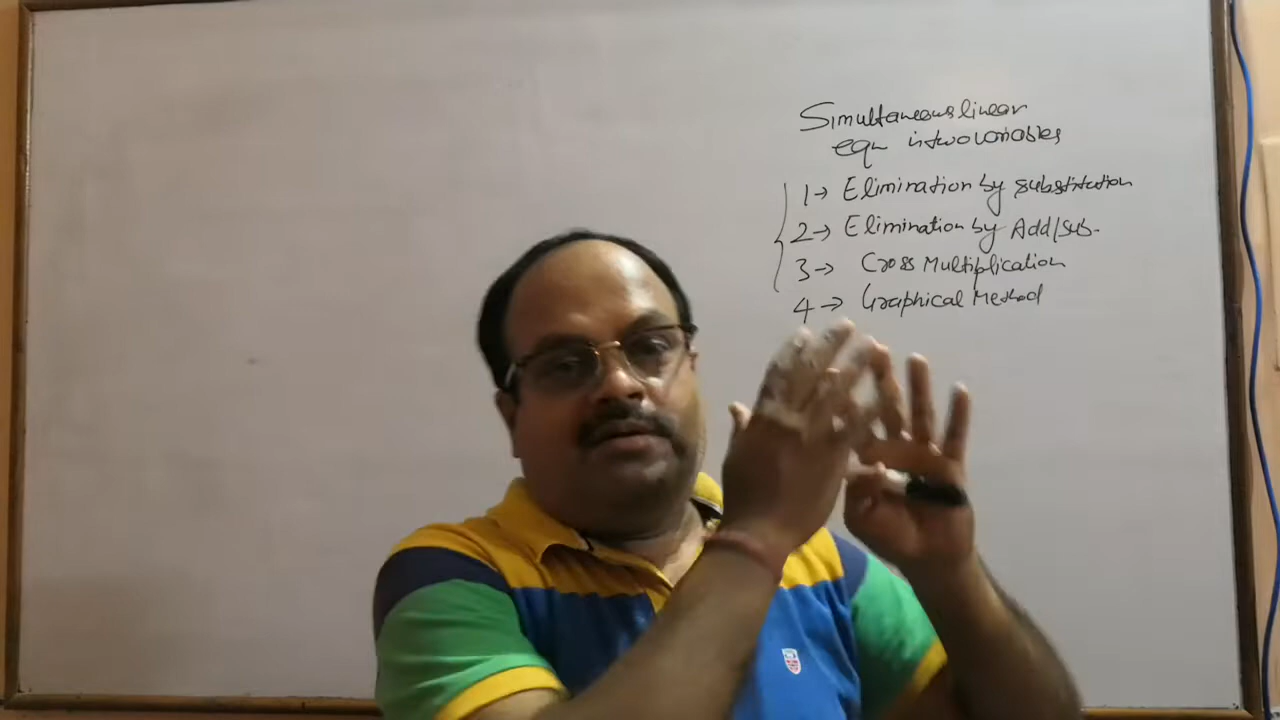 Simultaneous linear
eqn in two variables
1→ Elimination by substitution
2→ Elimination by Add/sub.
3→ Cross Multiplication
4→ Graphical Method